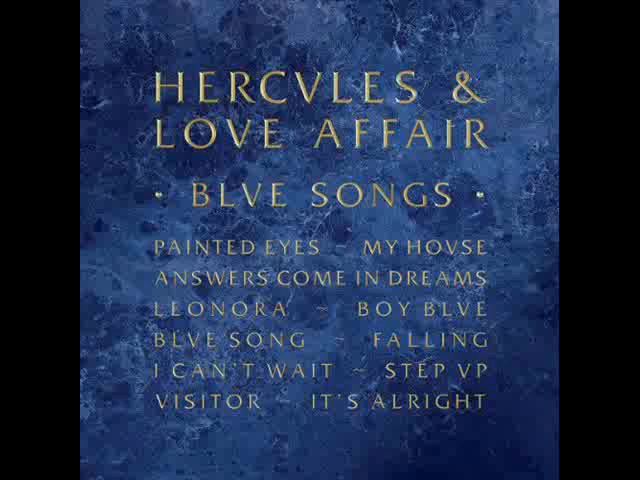 HERCVLES &
LOVE AFFAIR
· BLVE SONGS ·
PAINTED EYES ~ MY HOVSE
ANSWERS COME IN DREAMS
LEONORA ~ BOY BLVE
BLVE SONG ~ FALLING
I CAN'T WAIT ~ STEP VP
VISITOR ~ IT'S ALRIGHT